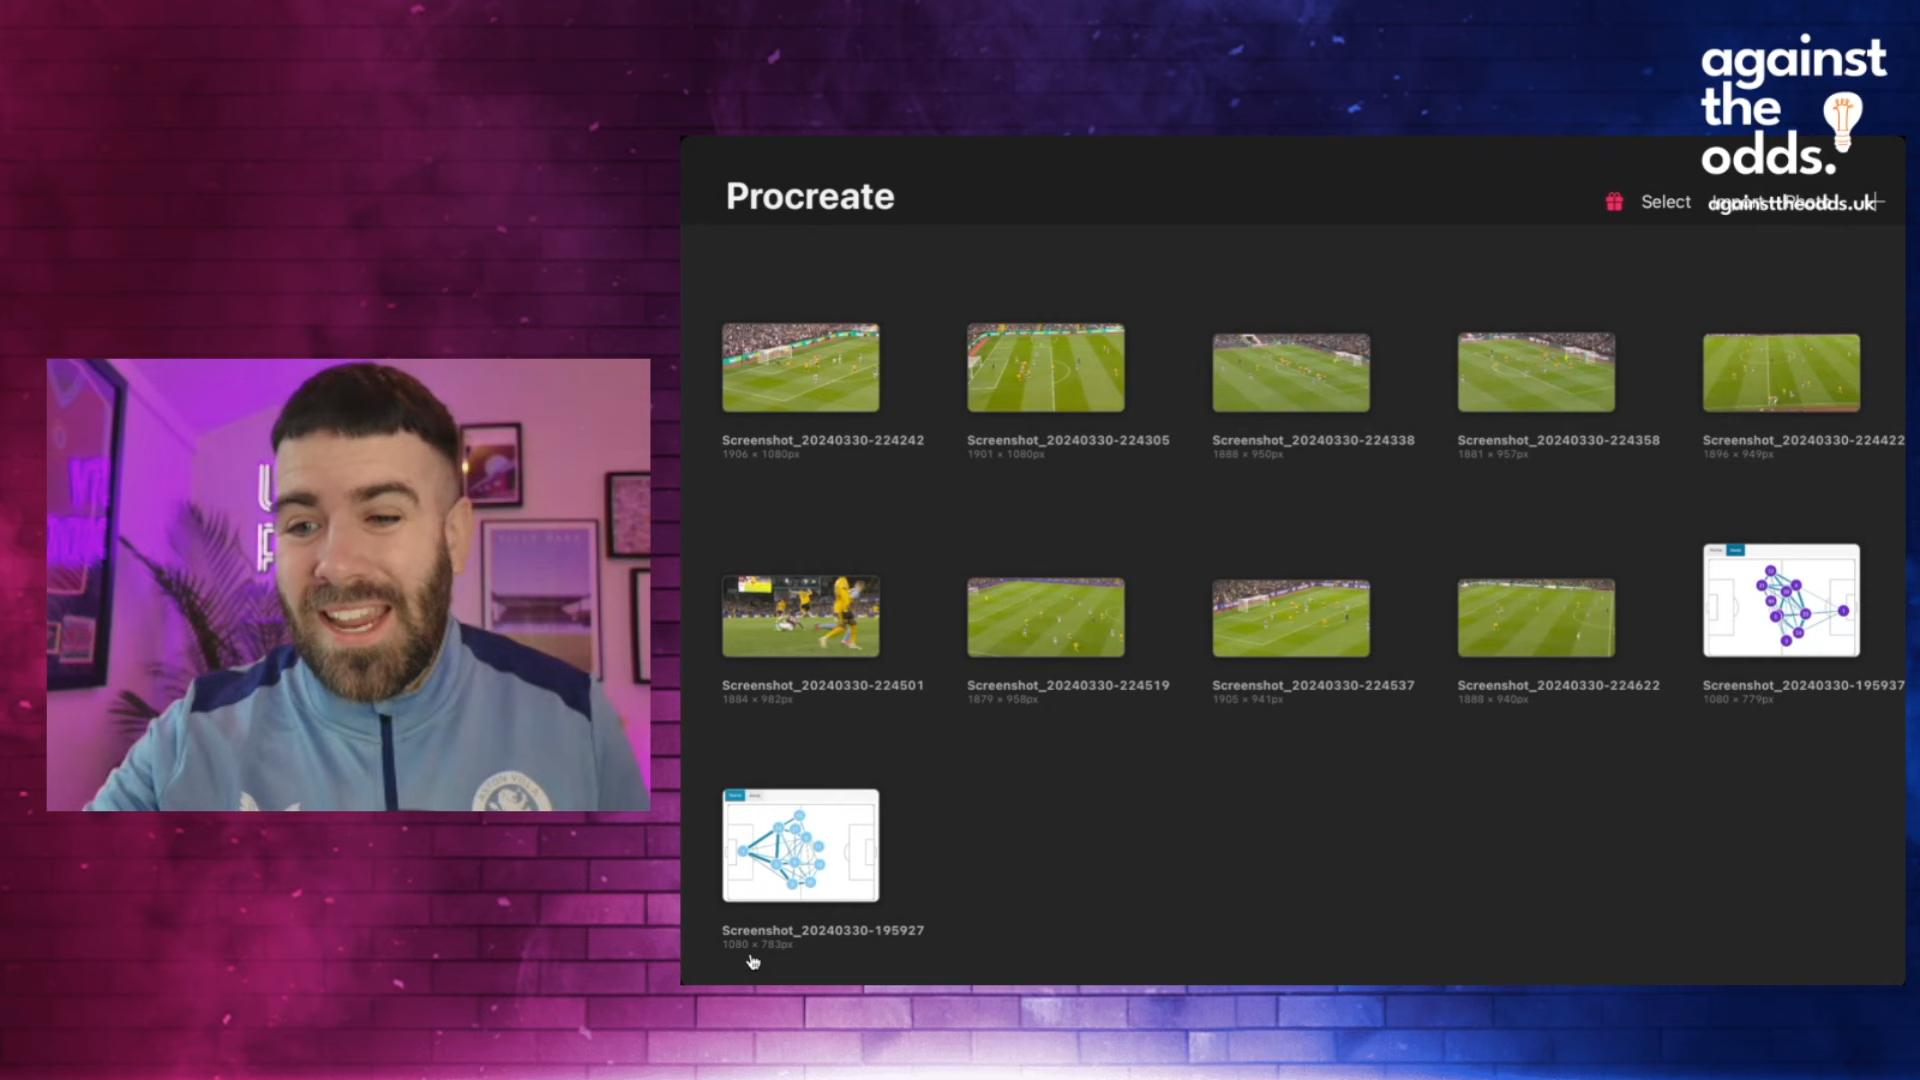 against
the
odds.
againsttheodds.uk
Procreate
Select
Screenshot_20240330-224242
1906 × 1080px
Screenshot_20240330-224305
1901 × 1080px
Screenshot_20240330-224338
1888 × 950px
Screenshot_20240330-224358
1881 × 957px
Screenshot_20240330-224422
1896 × 949px
Screenshot_20240330-224501
1884 × 982px
Screenshot_20240330-224519
1879 × 958px
Screenshot_20240330-224537
1905 × 941px
Screenshot_20240330-224622
1888 × 940px
Screenshot_20240330-195937
1080 × 779px
Screenshot_20240330-195927
1080 × 783px
ASTON VILLA